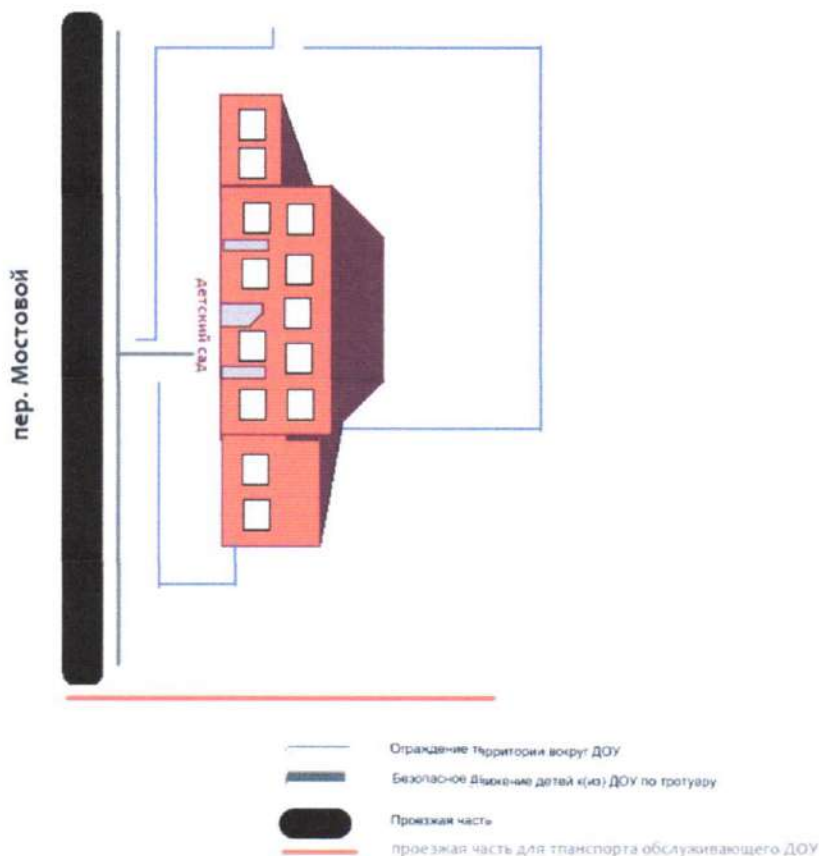 пер. Мостовой
детский сад
Ограждение территории вокруг ДОУ
Безопасное движение детей к(из) ДОУ по тротуару
Проезжая часть
проезжая часть для транспорта обслуживающего ДОУ